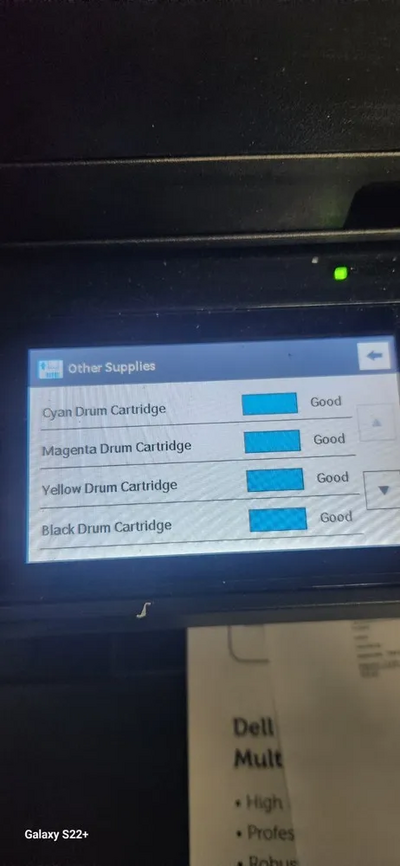 Other Supplies
Cyan Drum Cartridge Good
Magenta Drum Cartridge Good
Yellow Drum Cartridge Good
Black Drum Cartridge Good
Dell
Mult
• High
• Profes
• Robus
Galaxy S22+